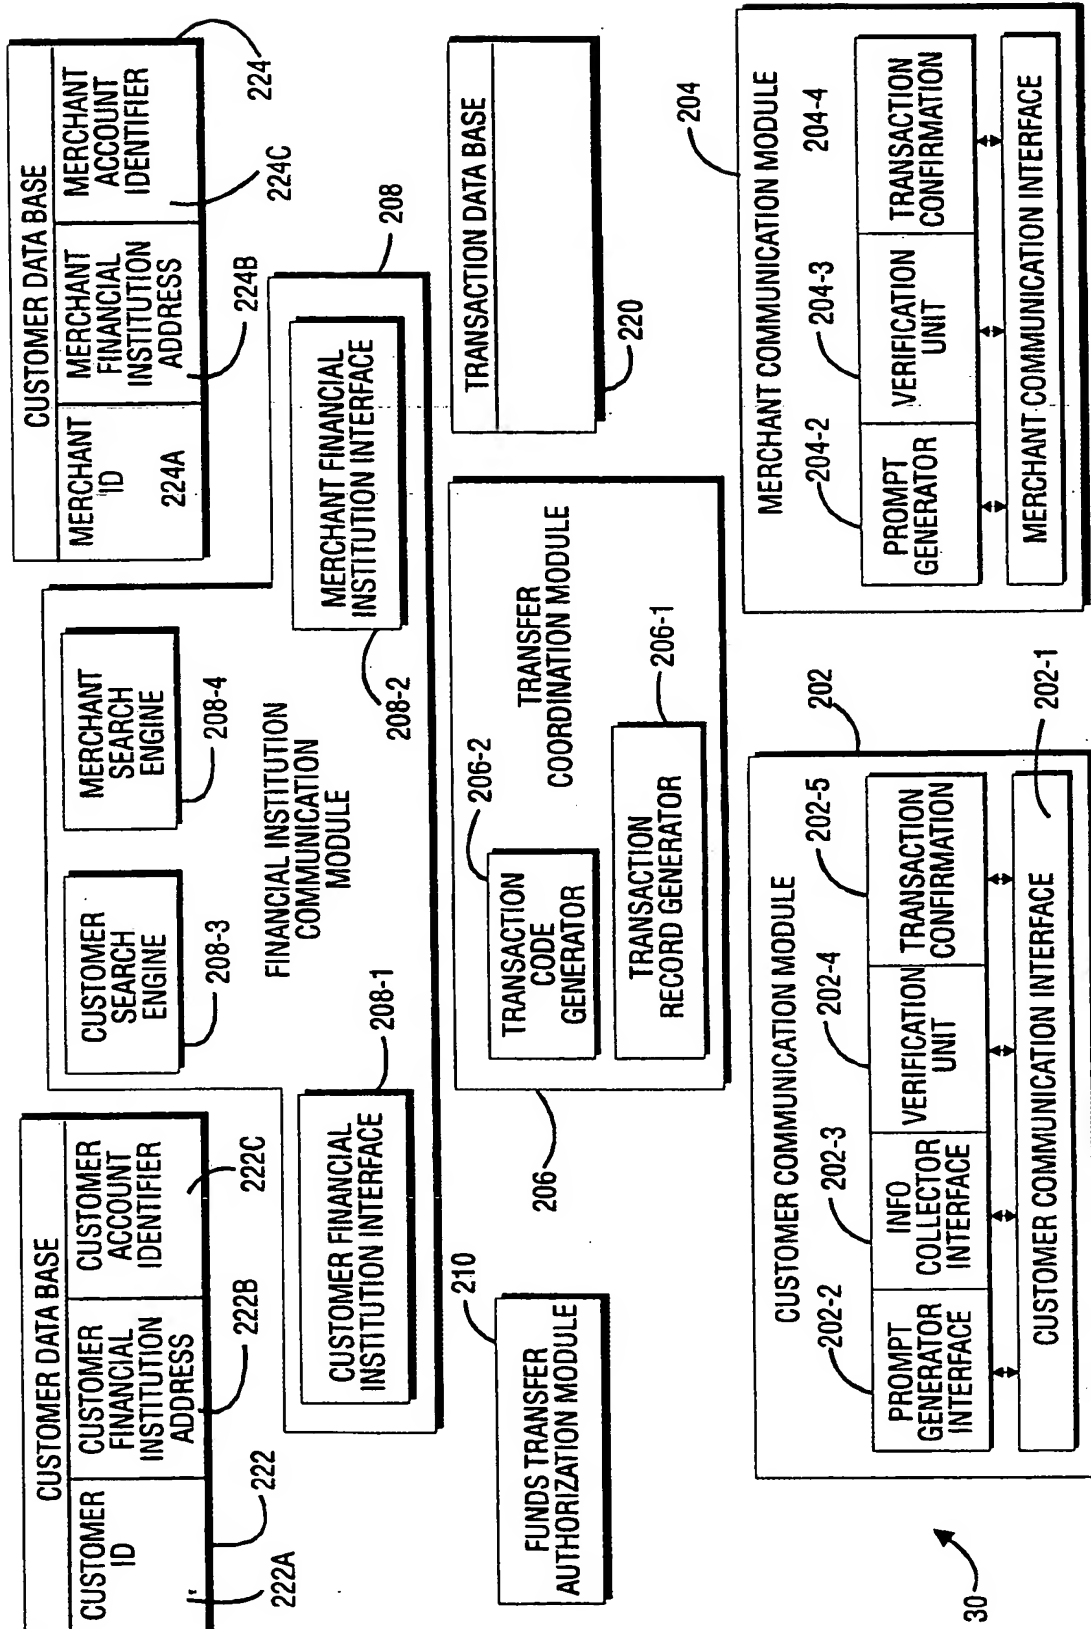 CUSTOMER DATA BASE
CUSTOMER
ID
222A
CUSTOMER
FINANCIAL
INSTITUTION
ADDRESS
222B
CUSTOMER
ACCOUNT
IDENTIFIER
222C
222
CUSTOMER
SEARCH
ENGINE
208-3
MERCHANT
SEARCH
ENGINE
208-4
CUSTOMER DATA BASE
MERCHANT
ID
224A
MERCHANT
FINANCIAL
INSTITUTION
ADDRESS
224B
MERCHANT
ACCOUNT
IDENTIFIER
224C
224
FINANCIAL INSTITUTION
COMMUNICATION
MODULE
208
CUSTOMER FINANCIAL
INSTITUTION INTERFACE
208-1
MERCHANT FINANCIAL
INSTITUTION INTERFACE
208-2
210
FUNDS TRANSFER
AUTHORIZATION MODULE
206
TRANSACTION
CODE
GENERATOR
206-2
TRANSFER
COORDINATION MODULE
TRANSACTION
RECORD GENERATOR
206-1
TRANSACTION DATA BASE
220
CUSTOMER COMMUNICATION MODULE
202
202-2
202-3
202-4
202-5
PROMPT
GENERATOR
INTERFACE
INFO
COLLECTOR
INTERFACE
VERIFICATION
UNIT
TRANSACTION
CONFIRMATION
CUSTOMER COMMUNICATION INTERFACE
202-1
MERCHANT COMMUNICATION MODULE
204
204-2
204-3
204-4
PROMPT
GENERATOR
VERIFICATION
UNIT
TRANSACTION
CONFIRMATION
MERCHANT COMMUNICATION INTERFACE
30